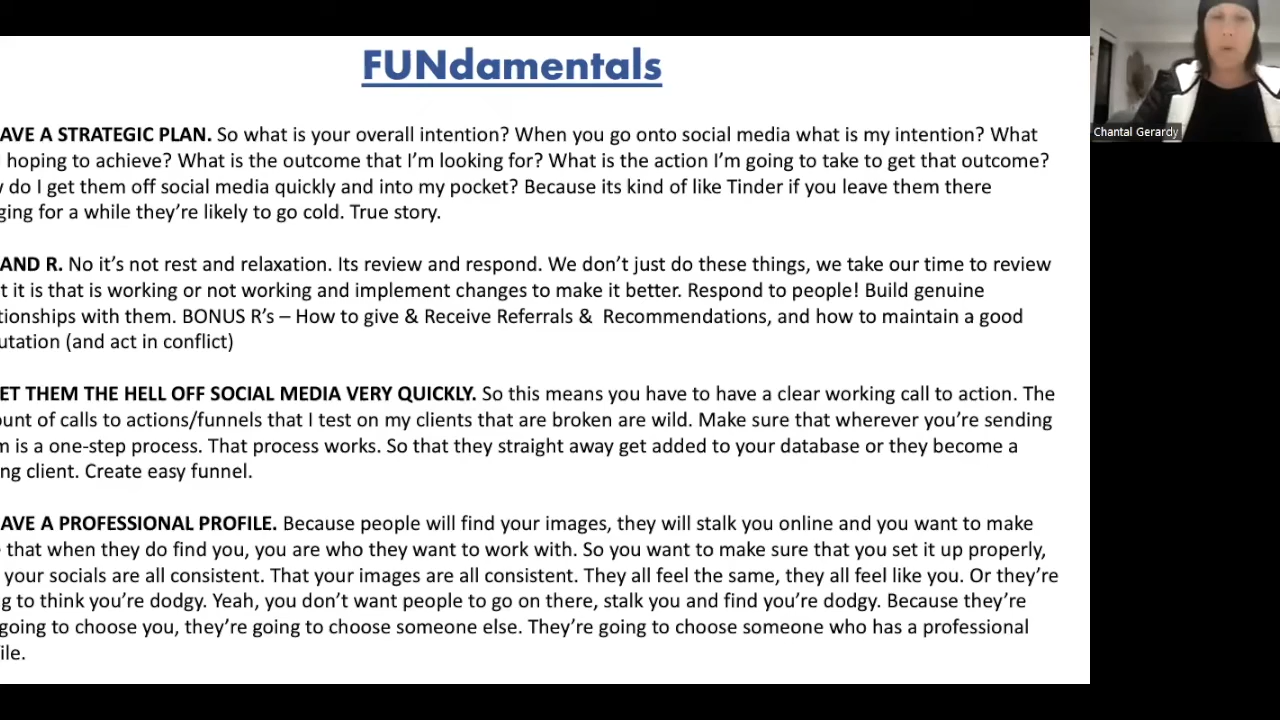 FUNdamentals
AVE A STRATEGIC PLAN. So what is your overall intention? When you go onto social media what is my intention? What
hoping to achieve? What is the outcome that I'm looking for? What is the action I'm going to take to get that outcome?
do I get them off social media quickly and into my pocket? Because its kind of like Tinder if you leave them there
ging for a while they're likely to go cold. True story.
AND R. No it's not rest and relaxation. Its review and respond. We don't just do these things, we take our time to review
t it is that is working or not working and implement changes to make it better. Respond to people! Build genuine
tionships with them. BONUS R's – How to give & Receive Referrals & Recommendations, and how to maintain a good
utation (and act in conflict)
ET THEM THE HELL OFF SOCIAL MEDIA VERY QUICKLY. So this means you have to have a clear working call to action. The
unt of calls to actions/funnels that I test on my clients that are broken are wild. Make sure that wherever you're sending
m is a one-step process. That process works. So that they straight away get added to your database or they become a
ng client. Create easy funnel.
AVE A PROFESSIONAL PROFILE. Because people will find your images, they will stalk you online and you want to make
that when they do find you, you are who they want to work with. So you want to make sure that you set it up properly,
your socials are all consistent. That your images are all consistent. They all feel the same, they all feel like you. Or they're
g to think you're dodgy. Yeah, you don't want people to go on there, stalk you and find you're dodgy. Because they're
going to choose you, they're going to choose someone else. They're going to choose someone who has a professional
ile.
Chantal Gerardy